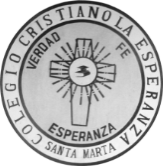 COLEGIO CRISTIANO LA ESPERANZA
VERDAD
FE
ESPERANZA
SANTA MARTA